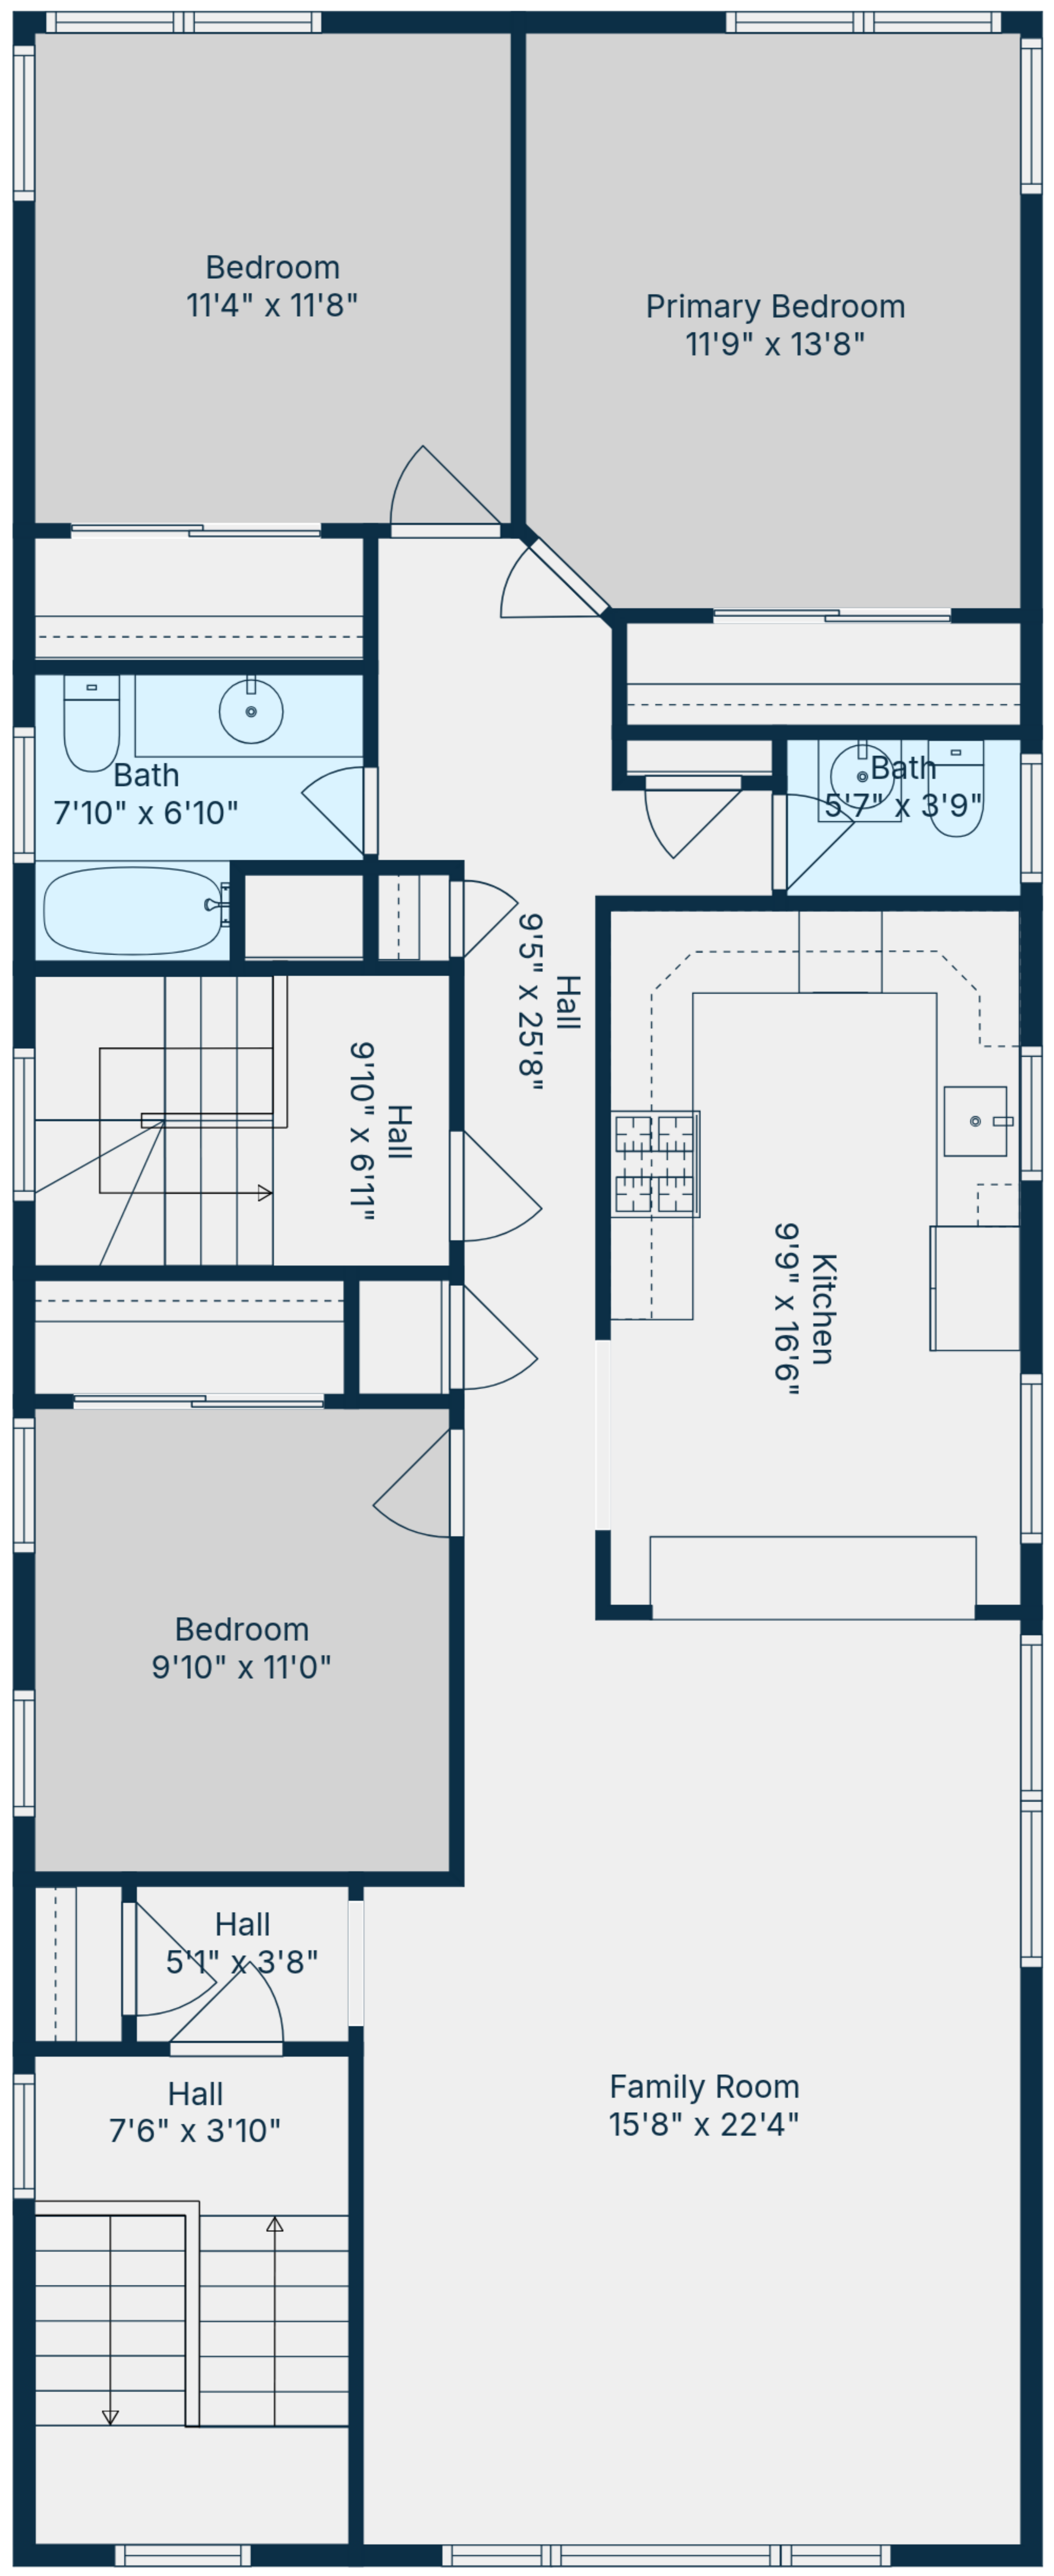 Bedroom
11'4" x 11'8"
Primary Bedroom
11'9" x 13'8"
Bath
7'10" x 6'10"
Bath
5'7" x 3'9"
Hall
9'5" x 25'8"
Hall
9'10" x 6'11"
Kitchen
9'9" x 16'6"
Bedroom
9'10" x 11'0"
Hall
5'1" x 3'8"
Hall
7'6" x 3'10"
Family Room
15'8" x 22'4"